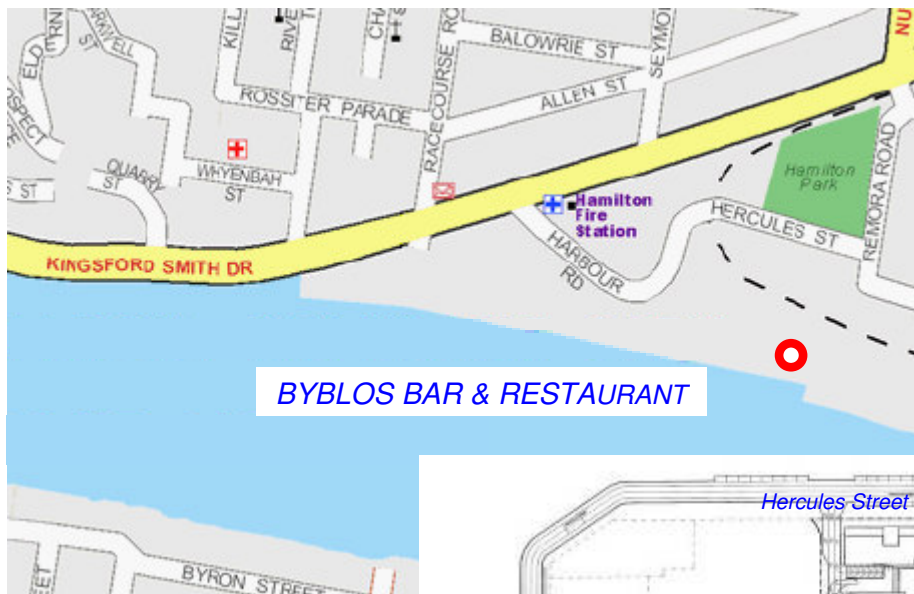 BALOWRIE ST
ALLEN ST
ROSSITER PARADE
RACECOURSE RO
QUARRY
ST
WHYENBAH
ST
Hamilton
Fire
Station
HARBOUR
RD
HERCULES ST
Hamilton
Park
REMORA ROAD
KINGSFORD SMITH DR
BYBLOS BAR & RESTAURANT
Hercules Street
BYRON STREET